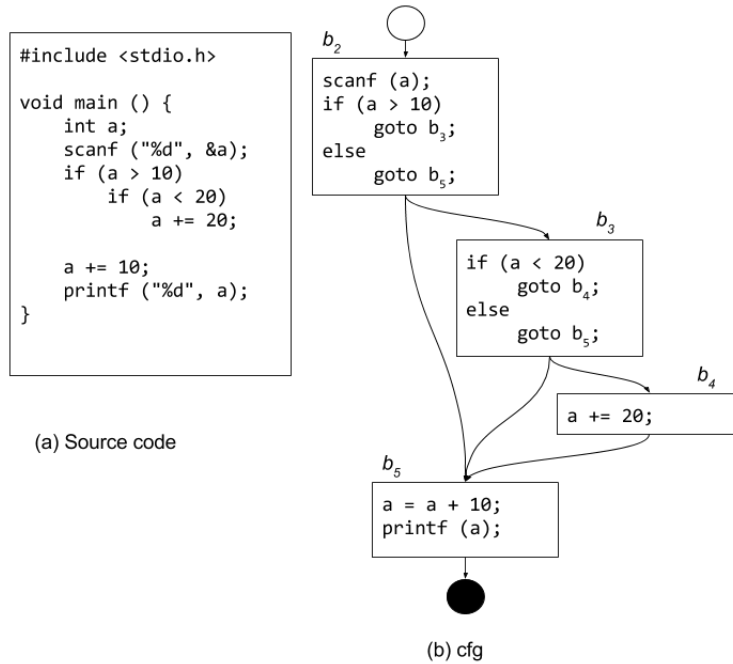 #include <stdio.h>
void main () {
int a;
scanf ("%d", &a);
if (a > 10)
if (a < 20)
a += 20;
a += 10;
printf ("%d", a);
}
(a) Source code
b₂
scanf (a);
if (a > 10)
goto b₃;
else
goto b₅;
b₃
if (a < 20)
goto b₄;
else
goto b₅;
b₄
a += 20;
b₅
a = a + 10;
printf (a);
(b) cfg